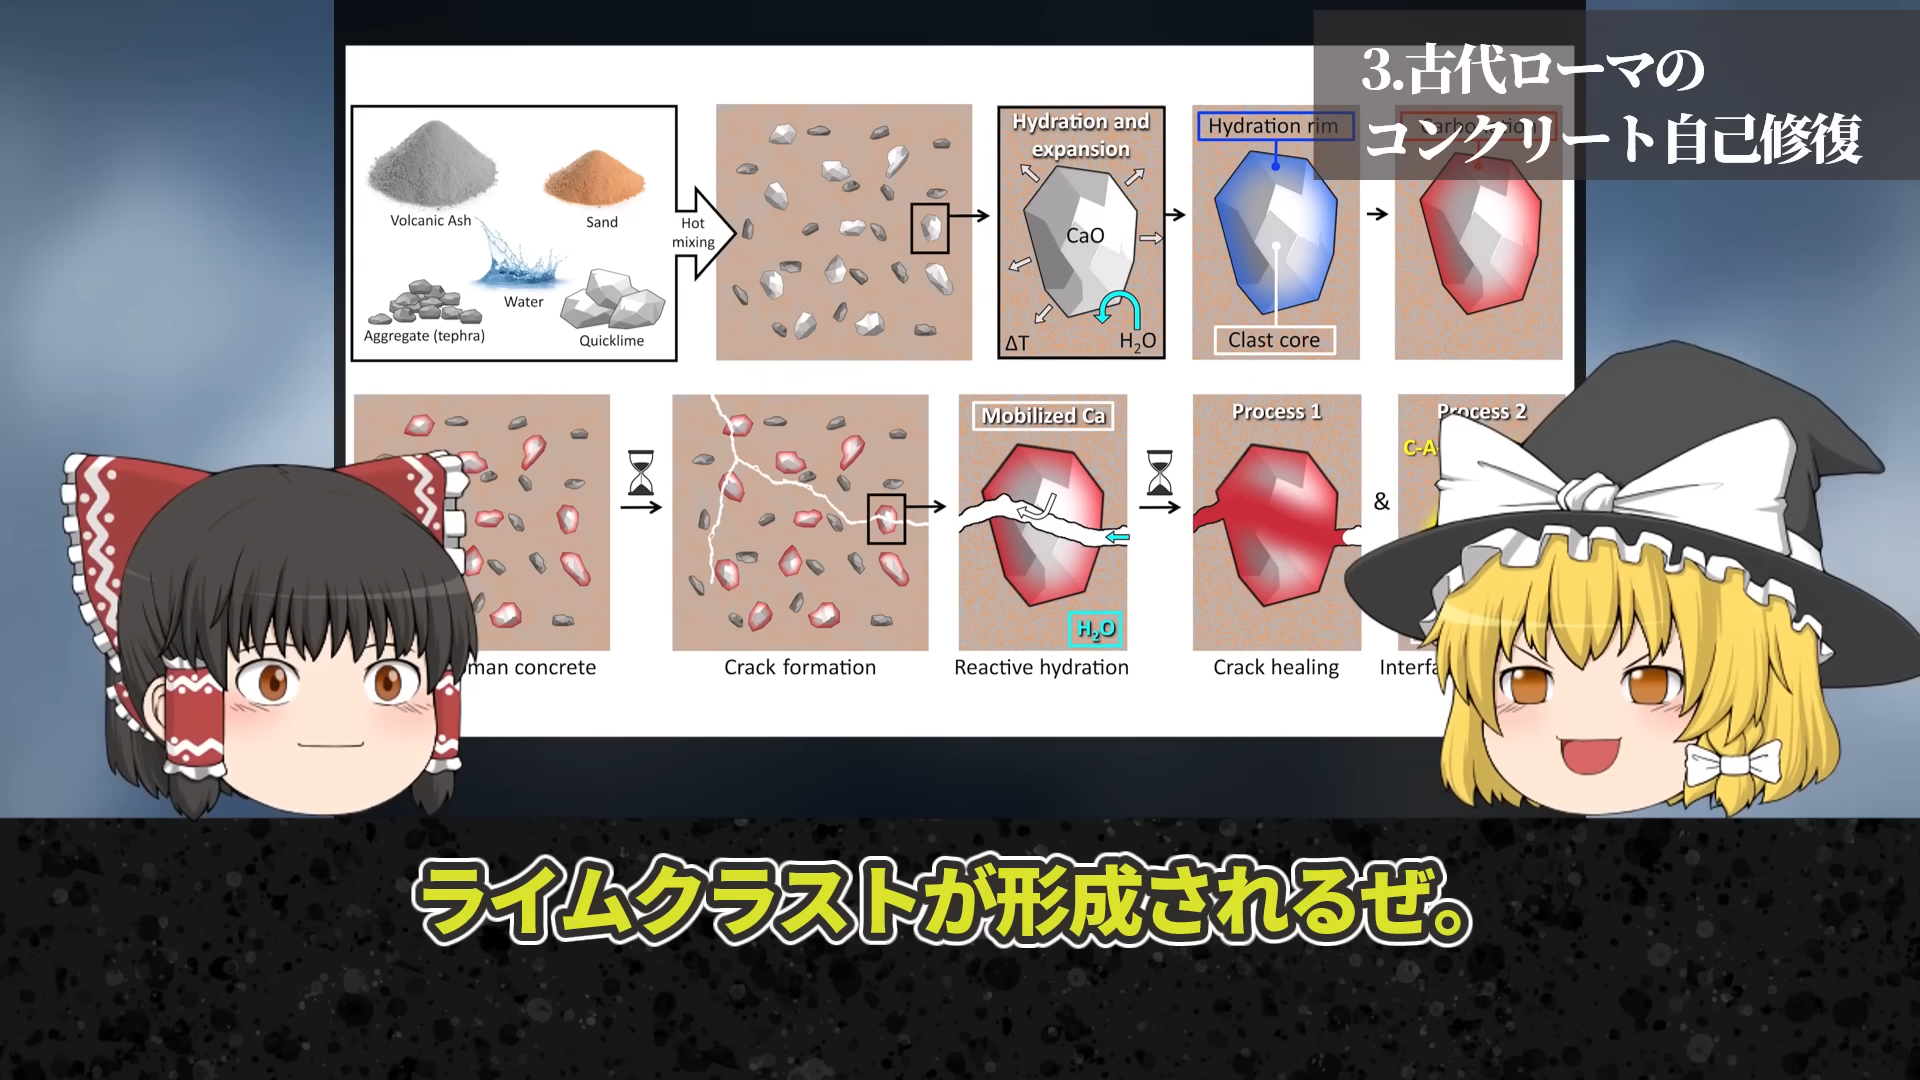 3.古代ローマの
コンクリート自己修復
Volcanic Ash
Sand
Water
Aggregate (tephra)
Quicklime
Hot
mixing
Hydration and
expansion
CaO
ΔT
H2O
Hydration rim
Clast core
Carbonation
man concrete
Crack formation
Mobilized Ca
H2O
Reactive hydration
Process 1
Crack healing
&
Process 2
C-A
Interfa
ライムクラストが形成されるぜ。